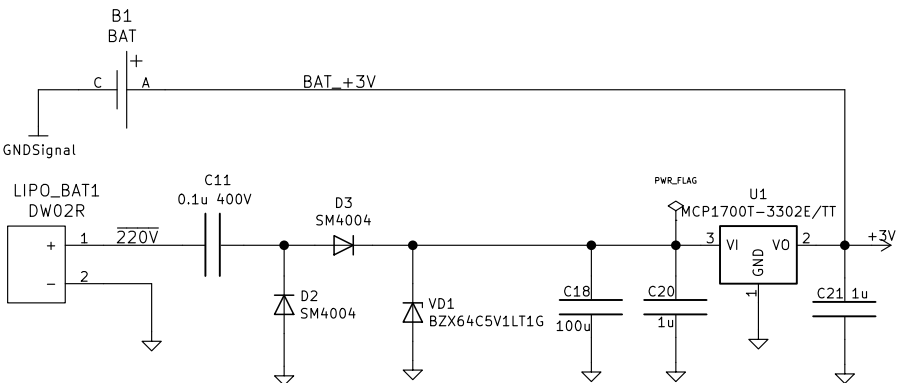 B1
BAT
+
C
A
BAT_+3V
GNDSignal
LIPO_BAT1
DW02R
+ 1 220V
- 2
C11
0.1u 400V
D3
SM4004
D2
SM4004
VD1
BZX64C5V1LT1G
C18
100u
C20
1u
PWR_FLAG
U1
MCP1700T-3302E/TT
3 VI VO 2
GND
1
+3V
C21 1u